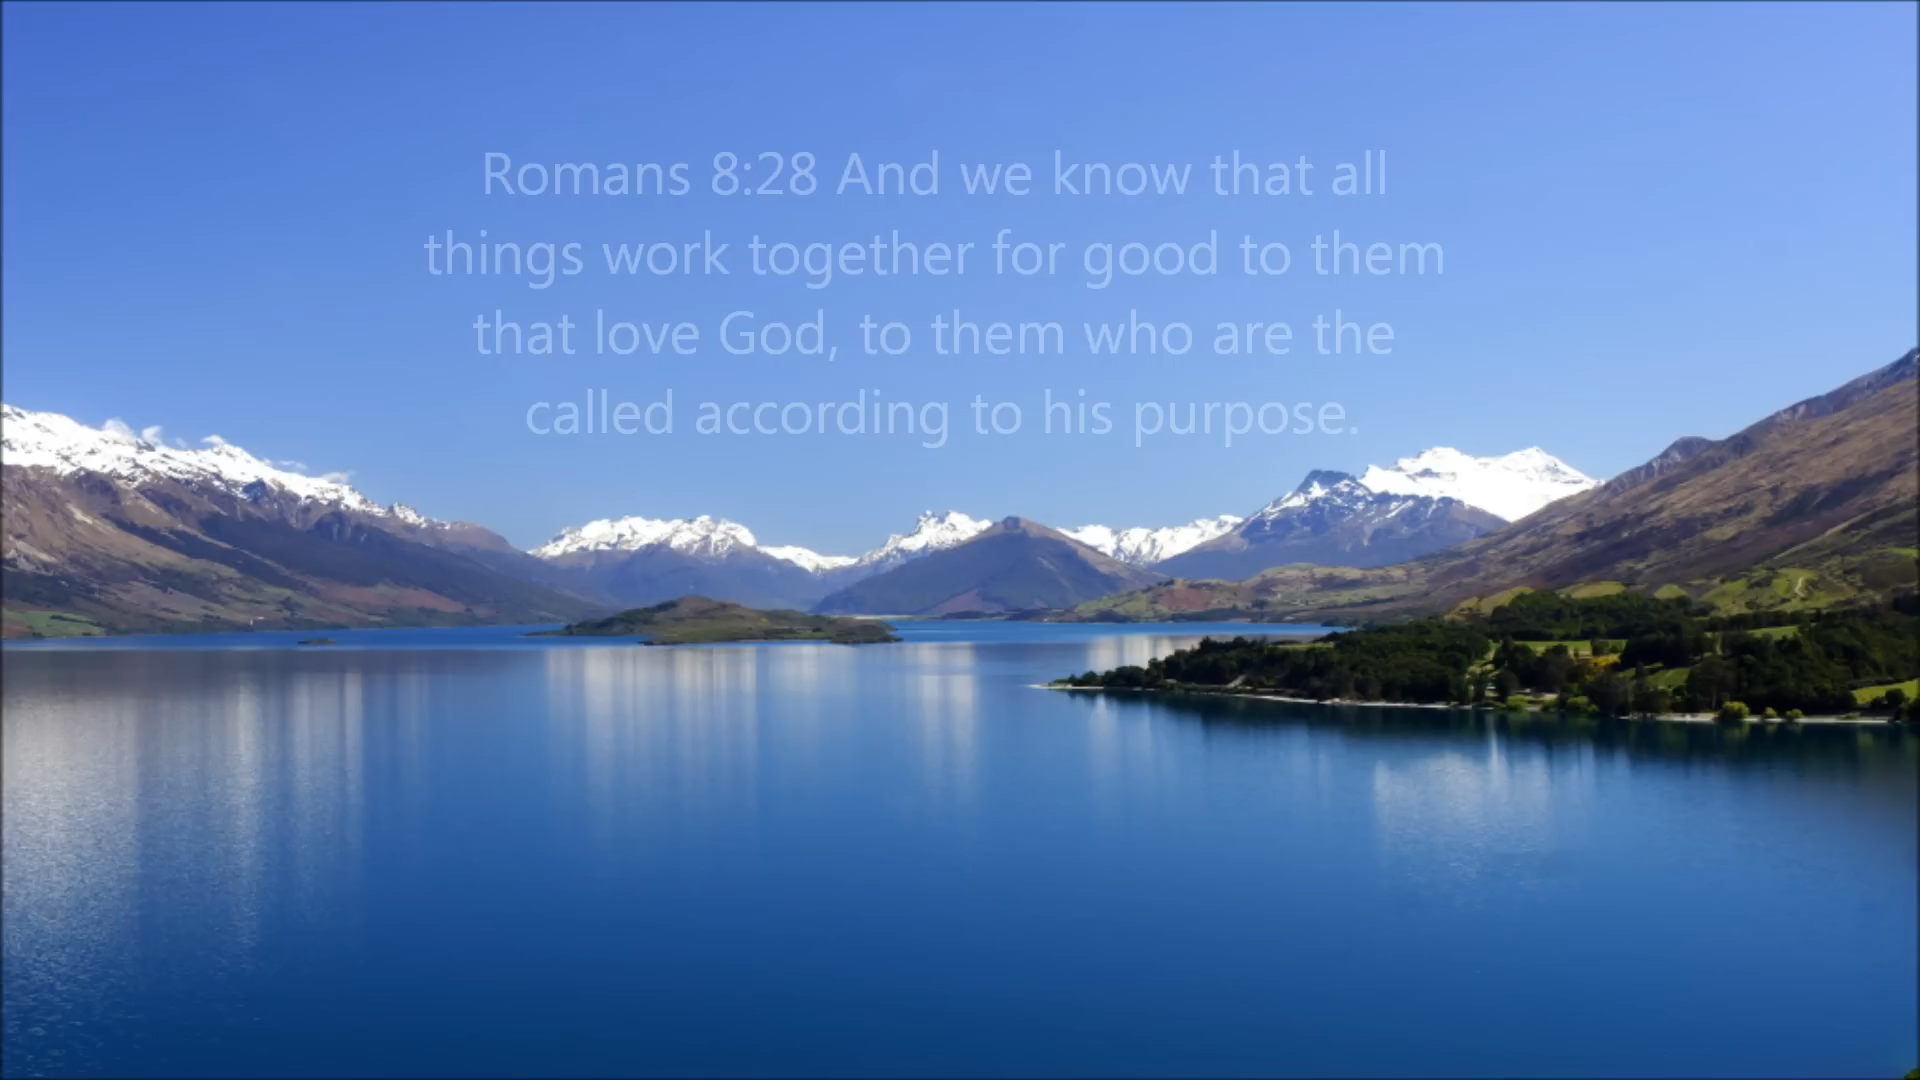 Romans 8:28 And we know that all
things work together for good to them
that love God, to them who are the
called according to his purpose.